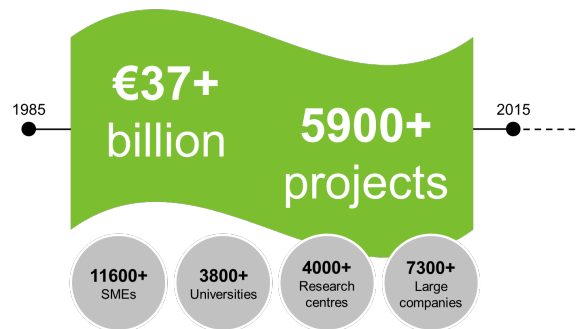 1985
€37+
billion
5900+
projects
2015
11600+
SMEs
3800+
Universities
4000+
Research
centres
7300+
Large
companies